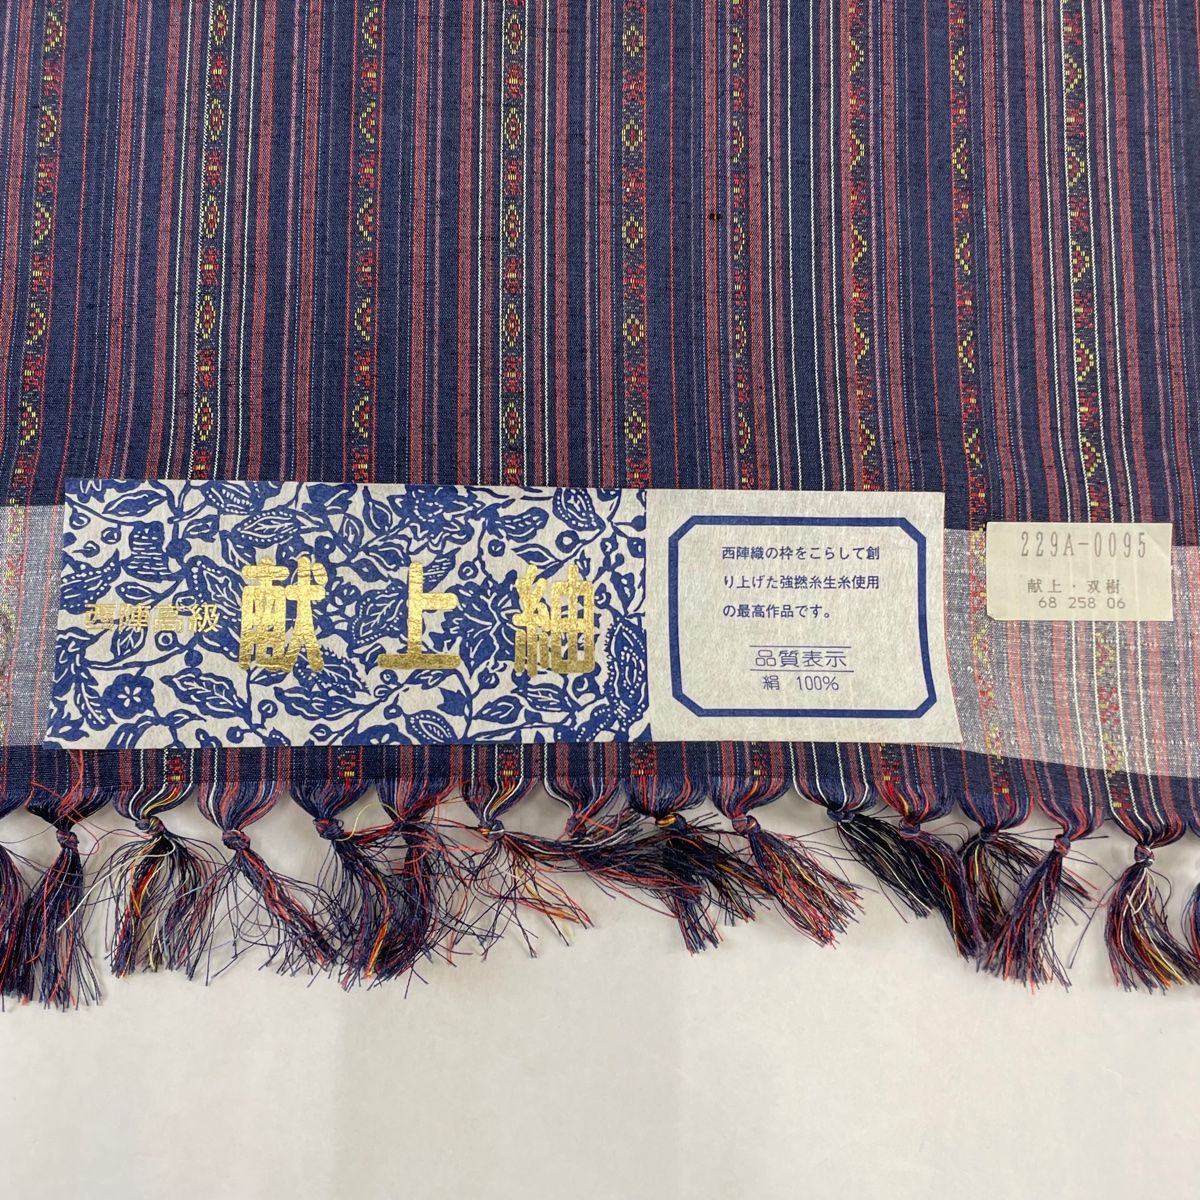 西陣高級
献上紬
西陣織の粋をこらして創
り上げた強撚糸生糸使用
の最高作品です。
品質表示
絹 100%
229A-0095
献上・双樹
68 258 06